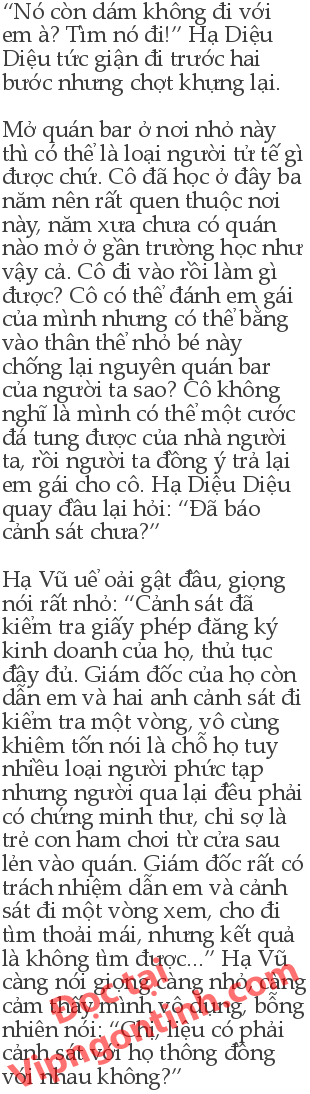 “Nó còn dám không đi với
em à? Tìm nó đi!” Hạ Diệu
Diệu tức giận đi trước hai
bước nhưng chợt khựng lại.
Mở quán bar ở nơi nhỏ này
thì có thể là loại người tử tế gì
được chứ. Cô đã học ở đây ba
năm nên rất quen thuộc nơi
này, năm xưa chưa có quán
nào mở ở gần trường học như
vậy cả. Cô đi vào rồi làm gì
được? Cô có thể đánh em gái
của mình nhưng có thể bằng
vào thân thể nhỏ bé này
chống lại nguyên quán bar
của người ta sao? Cô không
nghĩ là mình có thể một cước
đá tung được của nhà người
ta, rồi người ta đồng ý trả lại
em gái cho cô. Hạ Diệu Diệu
quay đầu lại hỏi: “Đã báo
cảnh sát chưa?”
Hạ Vũ uể oải gật đầu, giọng
nói rất nhỏ: “Cảnh sát đã
kiểm tra giấy phép đăng ký
kinh doanh của họ, thủ tục
đầy đủ. Giám đốc của họ còn
dẫn em và hai anh cảnh sát đi
kiểm tra một vòng, vô cùng
khiêm tốn nói là chỗ họ tuy
nhiều loại người phức tạp
nhưng người qua lại đều phải
có chứng minh thư, chỉ sợ là
trẻ con ham chơi từ cửa sau
lẻn vào quán. Giám đốc rất có
trách nhiệm dẫn em và cảnh
sát đi một vòng xem, cho đi
tìm thoải mái, nhưng kết quả
là không tìm được...” Hạ Vũ
càng nói giọng càng nhỏ, càng
cảm thấy mình vô dụng, bỗng
nhiên nói: “Chị, liệu có phải
cảnh sát với họ thông đồng
với nhau không?”
Đọc tại
Vipngontinh.com